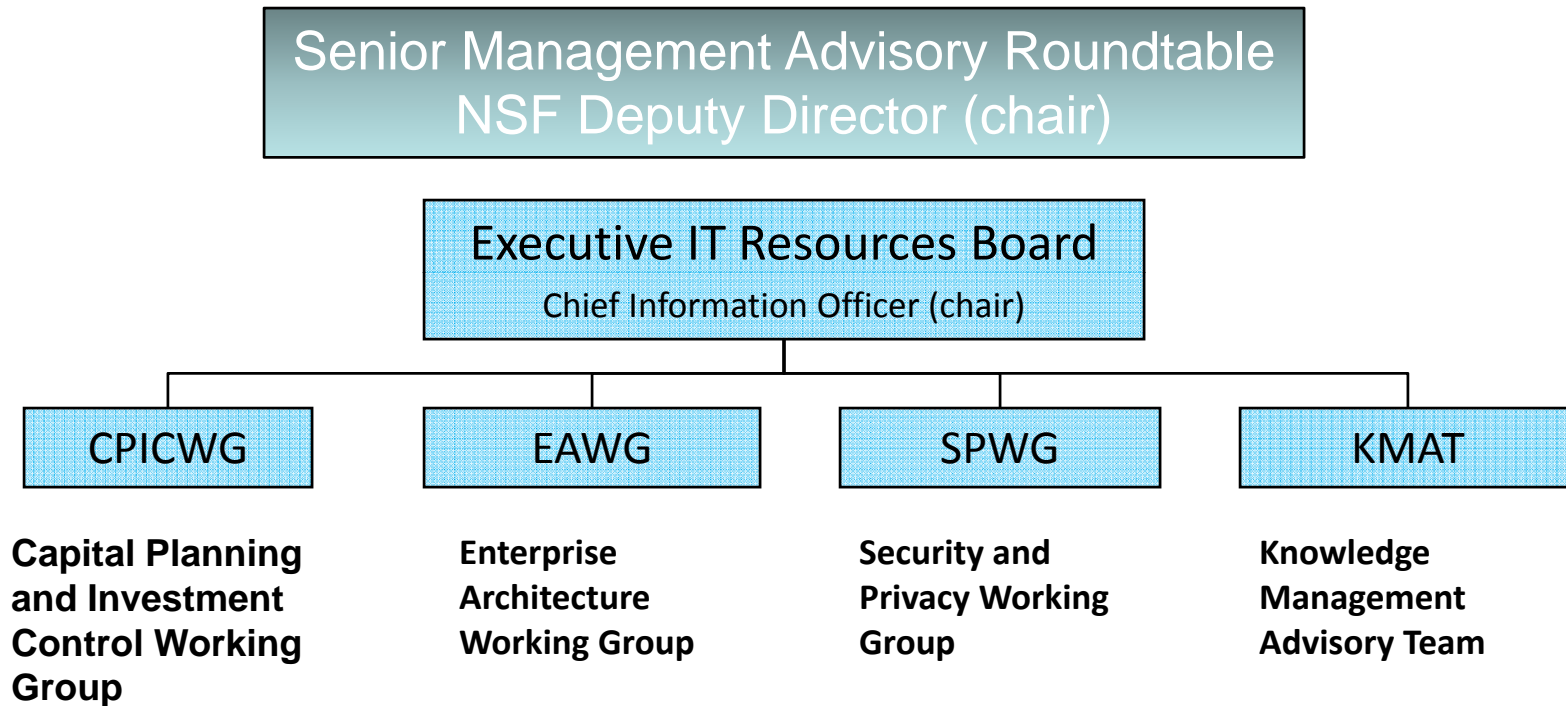 Senior Management Advisory Roundtable
NSF Deputy Director (chair)
Executive IT Resources Board
Chief Information Officer (chair)
CPICWG
EAWG
SPWG
KMAT
Capital Planning
and Investment
Control Working
Group
Enterprise
Architecture
Working Group
Security and
Privacy Working
Group
Knowledge
Management
Advisory Team